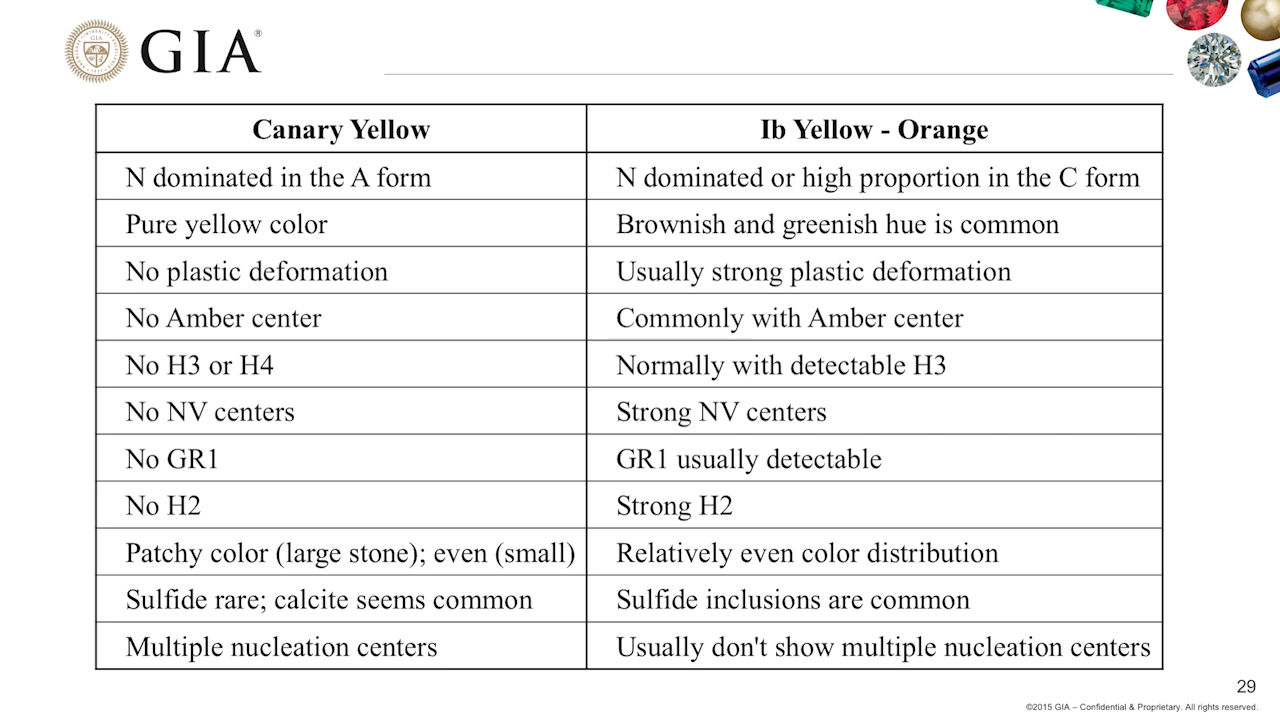 GIA®
Canary Yellow Ib Yellow - Orange
N dominated in the A form N dominated or high proportion in the C form
Pure yellow color Brownish and greenish hue is common
No plastic deformation Usually strong plastic deformation
No Amber center Commonly with Amber center
No H3 or H4 Normally with detectable H3
No NV centers Strong NV centers
No GR1 GR1 usually detectable
No H2 Strong H2
Patchy color (large stone); even (small) Relatively even color distribution
Sulfide rare; calcite seems common Sulfide inclusions are common
Multiple nucleation centers Usually don't show multiple nucleation centers
29
©2015 GIA – Confidential & Proprietary. All rights reserved.